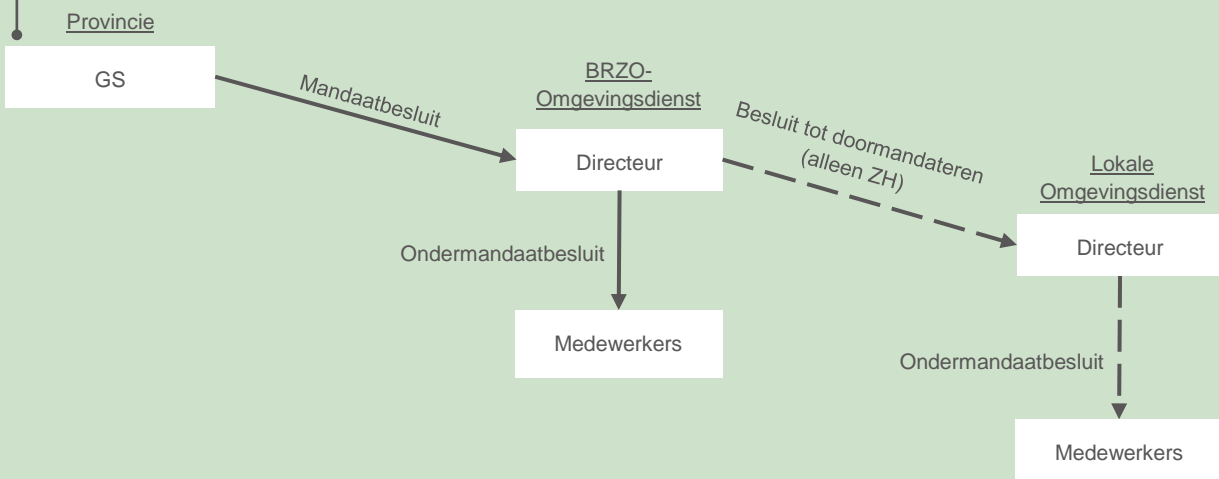 Provincie
GS
Mandaatbesluit
BRZO-
Omgevingsdienst
Directeur
Besluit tot doormandateren
(alleen ZH)
Lokale
Omgevingsdienst
Directeur
Ondermandaatbesluit
Medewerkers
Ondermandaatbesluit
Medewerkers